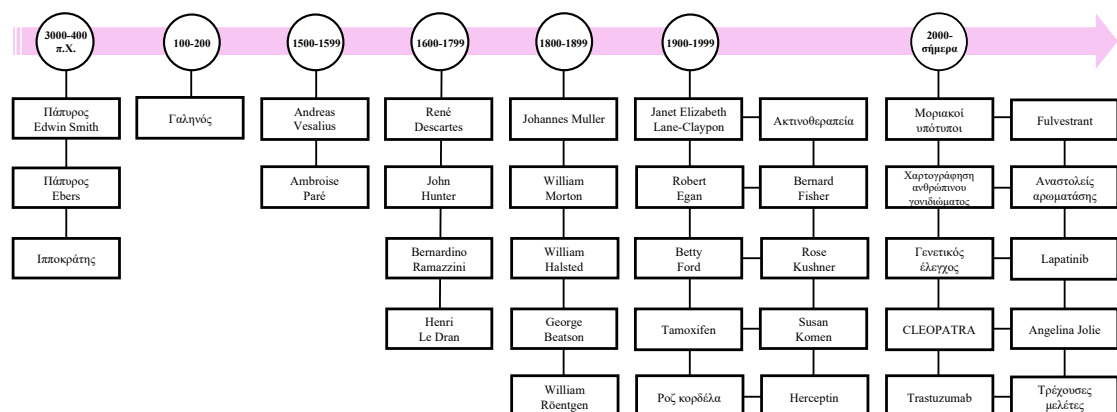 3000-400
π.Χ.
100-200
1500-1599
1600-1799
1800-1899
1900-1999
2000-
σήμερα
Πάπυρος
Edwin Smith
Πάπυρος
Ebers
Ιπποκράτης
Γαληνός
Andreas
Vesalius
Ambroise
Paré
René
Descartes
John
Hunter
Bernardino
Ramazzini
Henri
Le Dran
Johannes Muller
William
Morton
William
Halsted
George
Beatson
William
Röentgen
Janet Elizabeth
Lane-Claypon
Ακτινοθεραπεία
Robert
Egan
Bernard
Fisher
Betty
Ford
Rose
Kushner
Tamoxifen
Susan
Komen
Ροζ κορδέλα
Herceptin
Μοριακοί
υπότυποι
Fulvestrant
Χαρτογράφηση
ανθρώπινου
γονιδιώματος
Αναστολείς
αρωματάσης
Γενετικός
έλεγχος
Lapatinib
CLEOPATRA
Angelina Jolie
Trastuzumab
Τρέχουσες
μελέτες